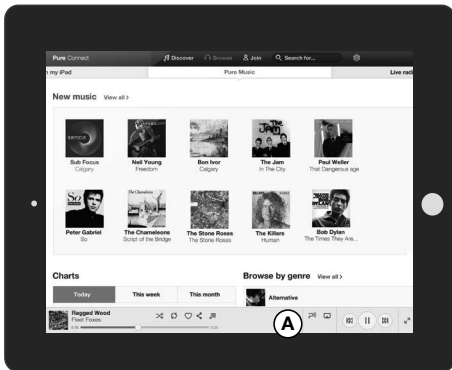 Pure Connect Discover Browse Join Search for...
n my iPad Pure Music Live radi
New music View all >
Sub Focus Neil Young Bon Ivor The Jam Paul Weller
Calgary Freedom Calgary In The City That Dangerous age
Peter Gabriel The Chameleons The Stone Roses The Killers Bob Dylan
So Script of the Bridge The Stone Roses Human The Times They Are...
Charts Browse by genre View all >
Today This week This month Alternative
Ragged Wood
Fleet Foxes
A